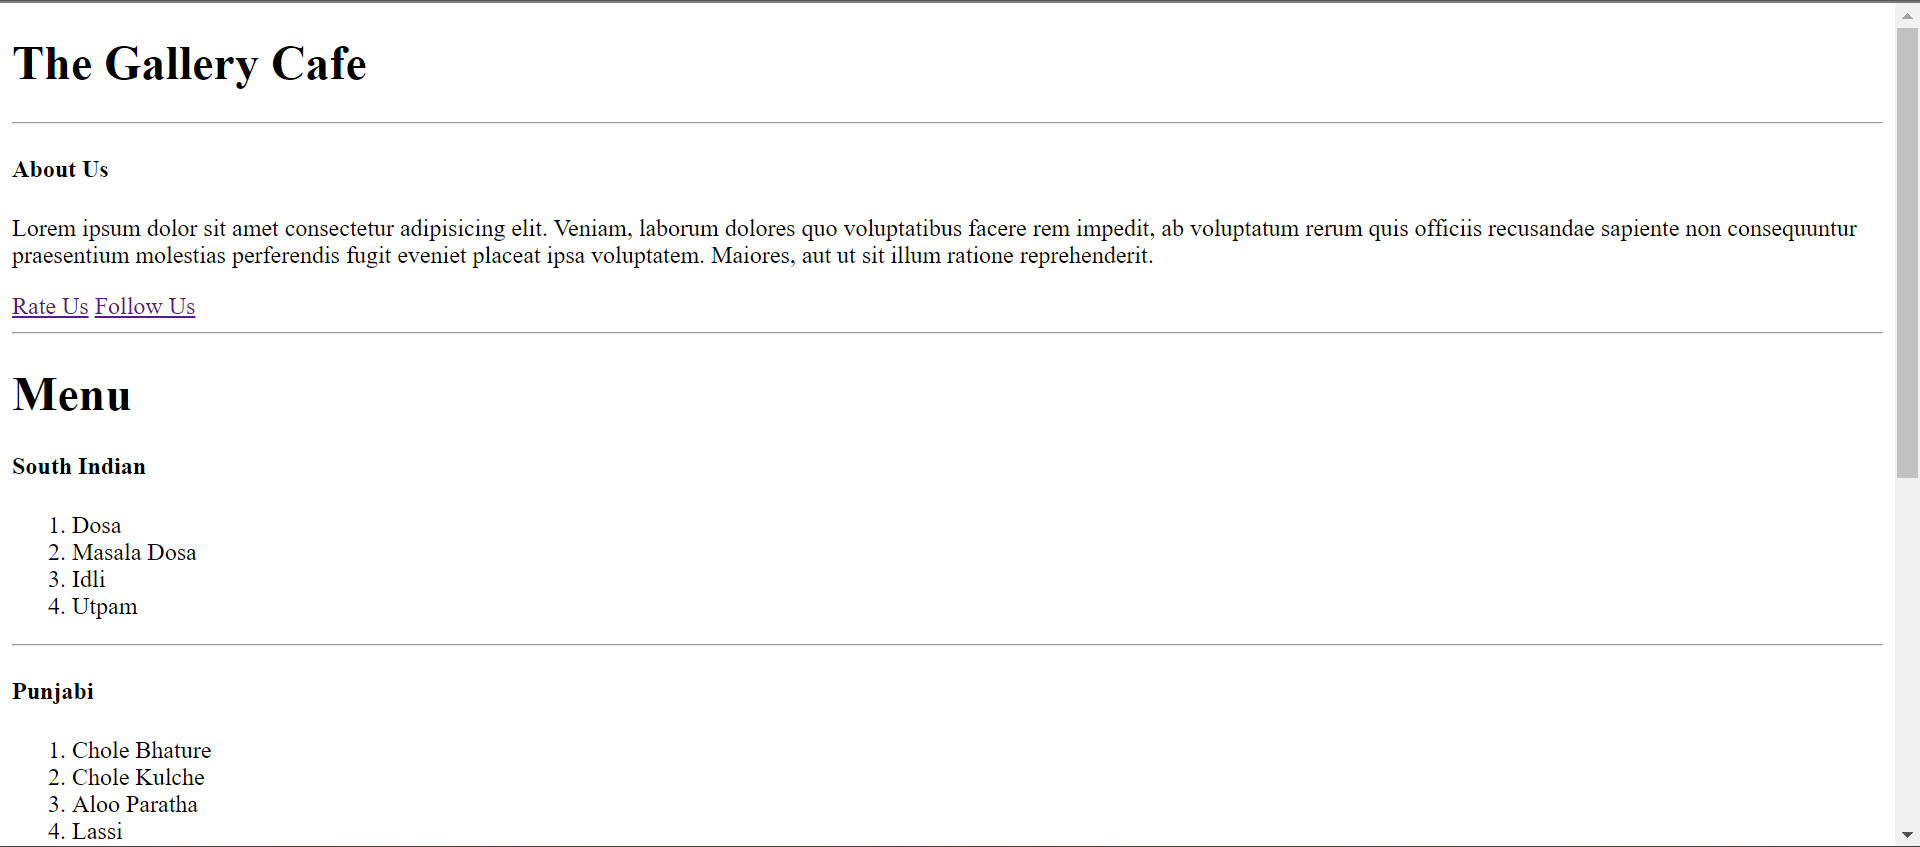 The Gallery Cafe
About Us
Lorem ipsum dolor sit amet consectetur adipisicing elit. Veniam, laborum dolores quo voluptatibus facere rem impedit, ab voluptatum rerum quis officiis recusandae sapiente non consequuntur
praesentium molestias perferendis fugit eveniet placeat ipsa voluptatem. Maiores, aut ut sit illum ratione reprehenderit.
Rate Us Follow Us
Menu
South Indian
1. Dosa
2. Masala Dosa
3. Idli
4. Utpam
Punjabi
1. Chole Bhature
2. Chole Kulche
3. Aloo Paratha
4. Lassi